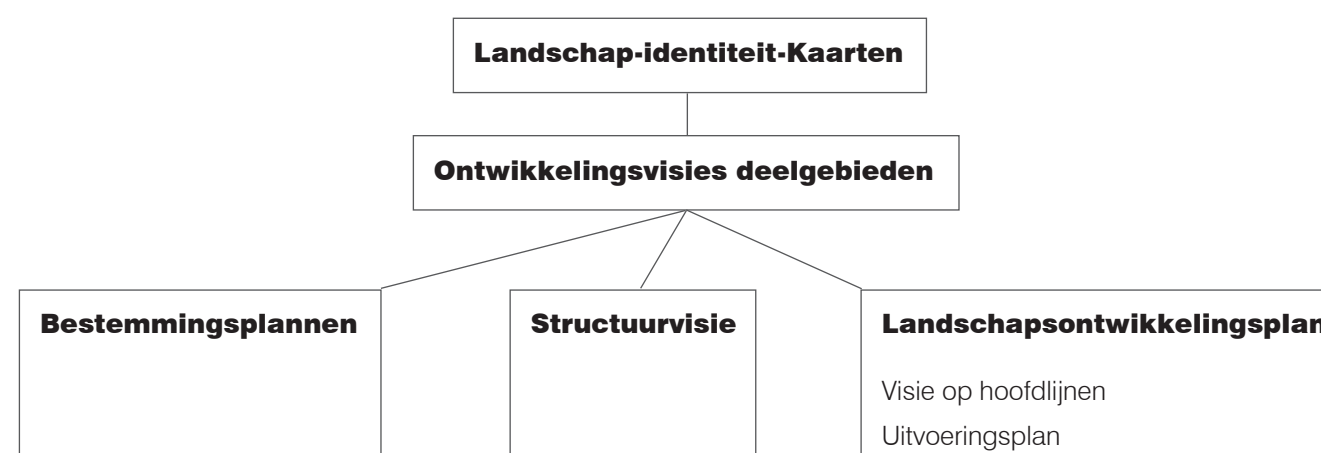 Landschap-identiteit-Kaarten
Ontwikkelingsvisies deelgebieden
Bestemmingsplannen
Structuurvisie
Landschapsontwikkelingsplan
Visie op hoofdlijnen
Uitvoeringsplan